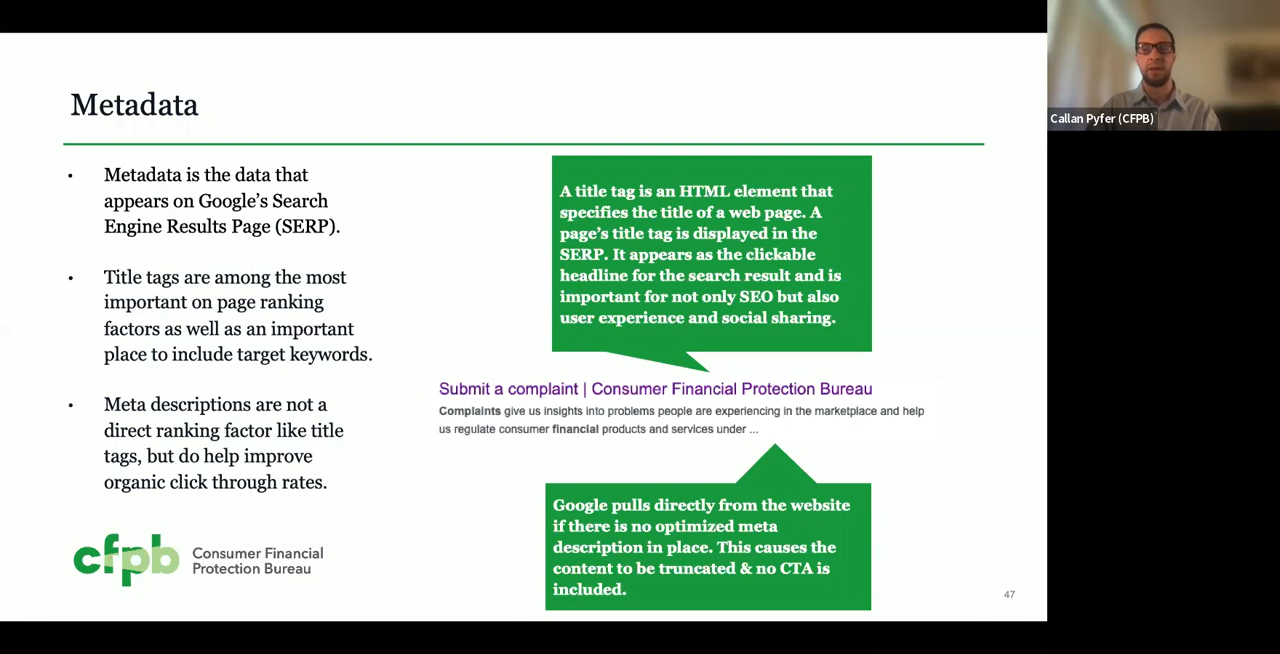 Metadata
• Metadata is the data that
appears on Google's Search
Engine Results Page (SERP).
• Title tags are among the most
important on page ranking
factors as well as an important
place to include target keywords.
• Meta descriptions are not a
direct ranking factor like title
tags, but do help improve
organic click through rates.
A title tag is an HTML element that
specifies the title of a web page. A
page's title tag is displayed in the
SERP. It appears as the clickable
headline for the search result and is
important for not only SEO but also
user experience and social sharing.
Submit a complaint | Consumer Financial Protection Bureau
Complaints give us insights into problems people are experiencing in the marketplace and help
us regulate consumer financial products and services under ...
Google pulls directly from the website
if there is no optimized meta
description in place. This causes the
content to be truncated & no CTA is
included.
cfpb
Consumer Financial
Protection Bureau
47
Callan Pyfer (CFPB)